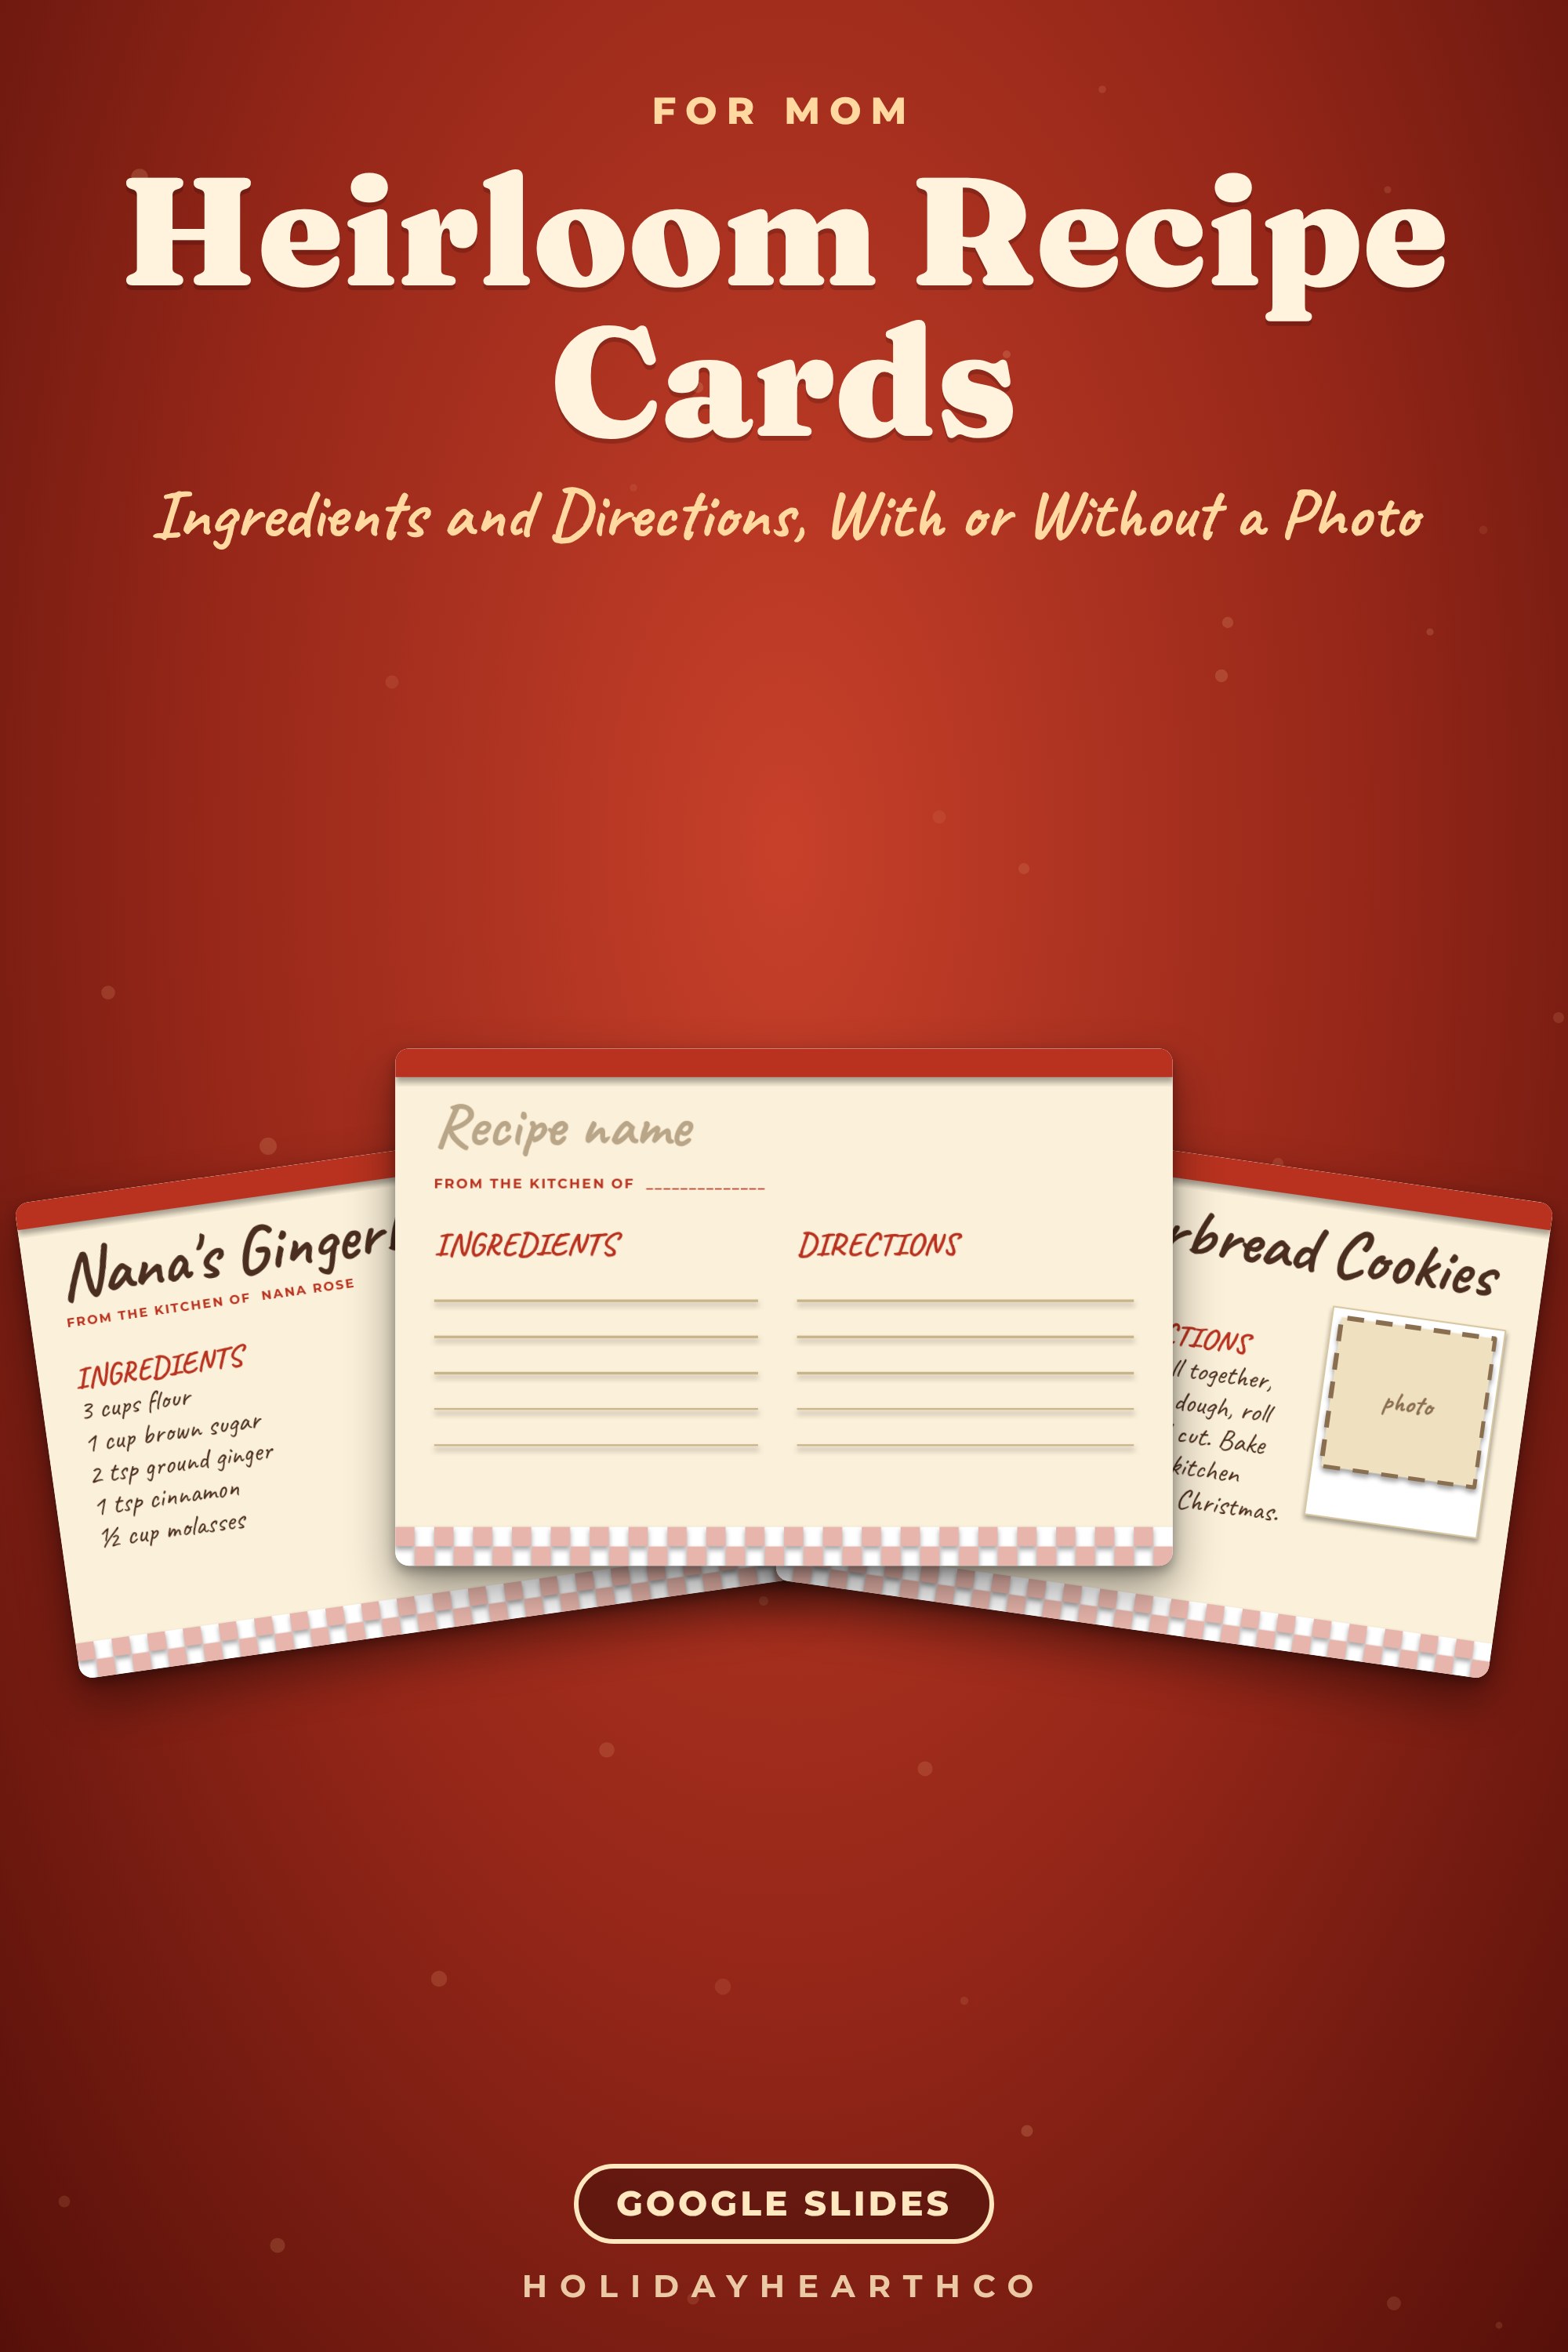 FOR MOM
Heirloom Recipe
Cards
Ingredients and Directions, With or Without a Photo
Recipe name
FROM THE KITCHEN OF _____________
INGREDIENTS
DIRECTIONS
Nana's Ginger
FROM THE KITCHEN OF NANA ROSE
INGREDIENTS
3 cups flour
1 cup brown sugar
2 tsp ground ginger
1 tsp cinnamon
½ cup molasses
rbread Cookies
CTIONS
ll together,
dough, roll
cut. Bake
kitchen
Christmas.
photo
GOOGLE SLIDES
HOLIDAYHEARTHCO